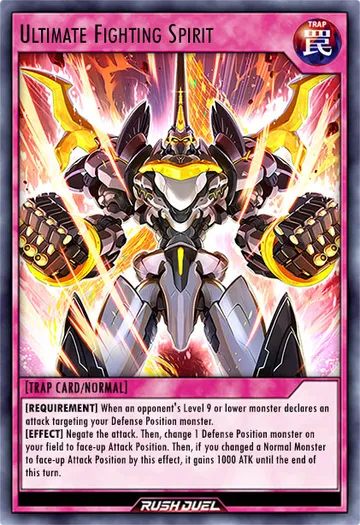 Ultimate Fighting Spirit
TRAP
罠
[TRAP CARD/NORMAL]
[REQUIREMENT] When an opponent's Level 9 or lower monster declares an
attack targeting your Defense Position monster.
[EFFECT] Negate the attack. Then, change 1 Defense Position monster on
your field to face-up Attack Position. Then, if you changed a Normal Monster
to face-up Attack Position by this effect, it gains 1000 ATK until the end of
this turn.
RUSH DUEL